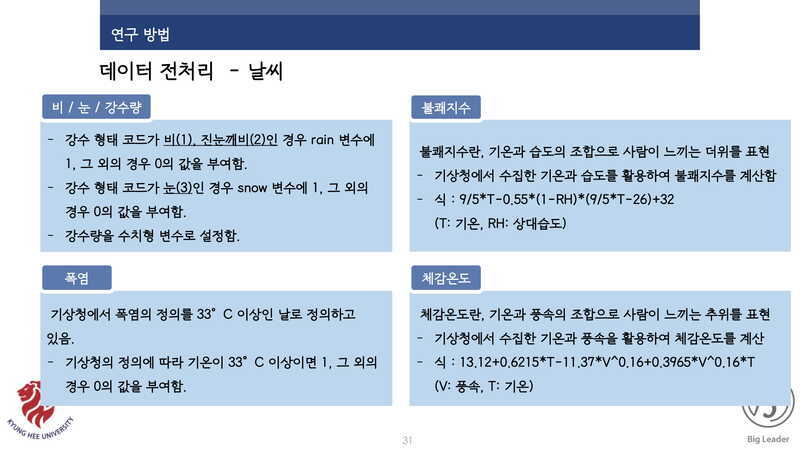 연구 방법
데이터 전처리 - 날씨
비 / 눈 / 강수량
- 강수 형태 코드가 비(1), 진눈깨비(2)인 경우 rain 변수에
1, 그 외의 경우 0의 값을 부여함.
- 강수 형태 코드가 눈(3)인 경우 snow 변수에 1, 그 외의
경우 0의 값을 부여함.
- 강수량을 수치형 변수로 설정함.
불쾌지수
불쾌지수란, 기온과 습도의 조합으로 사람이 느끼는 더위를 표현
- 기상청에서 수집한 기온과 습도를 활용하여 불쾌지수를 계산함
- 식 : 9/5*T-0.55*(1-RH)*(9/5*T-26)+32
(T: 기온, RH: 상대습도)
폭염
기상청에서 폭염의 정의를 33°C 이상인 날로 정의하고
있음.
- 기상청의 정의에 따라 기온이 33°C 이상이면 1, 그 외의
경우 0의 값을 부여함.
체감온도
체감온도란, 기온과 풍속의 조합으로 사람이 느끼는 추위를 표현
- 기상청에서 수집한 기온과 풍속을 활용하여 체감온도를 계산
- 식 : 13.12+0.6215*T-11.37*V^0.16+0.3965*V^0.16*T
(V: 풍속, T: 기온)
KYUNG HEE UNIVERSITY
31
Big Leader